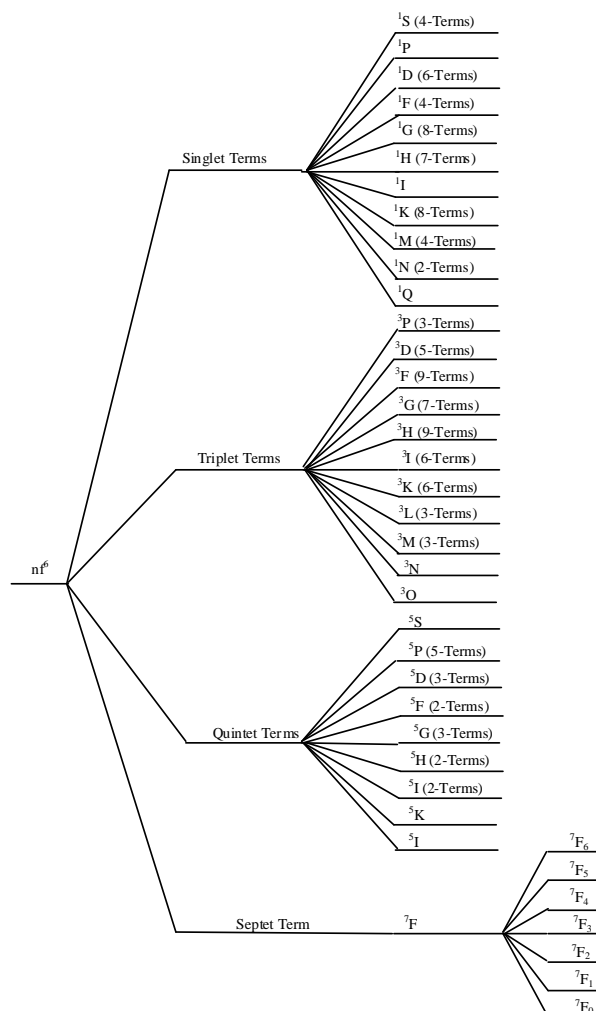 ¹S (4-Terms)
¹P
¹D (6-Terms)
¹F (4-Terms)
¹G (8-Terms)
Singlet Terms
¹H (7-Terms)
¹I
¹K (8-Terms)
¹M (4-Terms)
¹N (2-Terms)
¹Q
³P (3-Terms)
³D (5-Terms)
³F (9-Terms)
³G (7-Terms)
³H (9-Terms)
Triplet Terms
³I (6-Terms)
³K (6-Terms)
³L (3-Terms)
³M (3-Terms)
³N
³O
nf⁶
⁵S
⁵P (5-Terms)
⁵D (3-Terms)
⁵F (2-Terms)
Quintet Terms
⁵G (3-Terms)
⁵H (2-Terms)
⁵I (2-Terms)
⁵K
⁵I
Septet Term
⁷F
⁷F₆
⁷F₅
⁷F₄
⁷F₃
⁷F₂
⁷F₁
⁷F₀